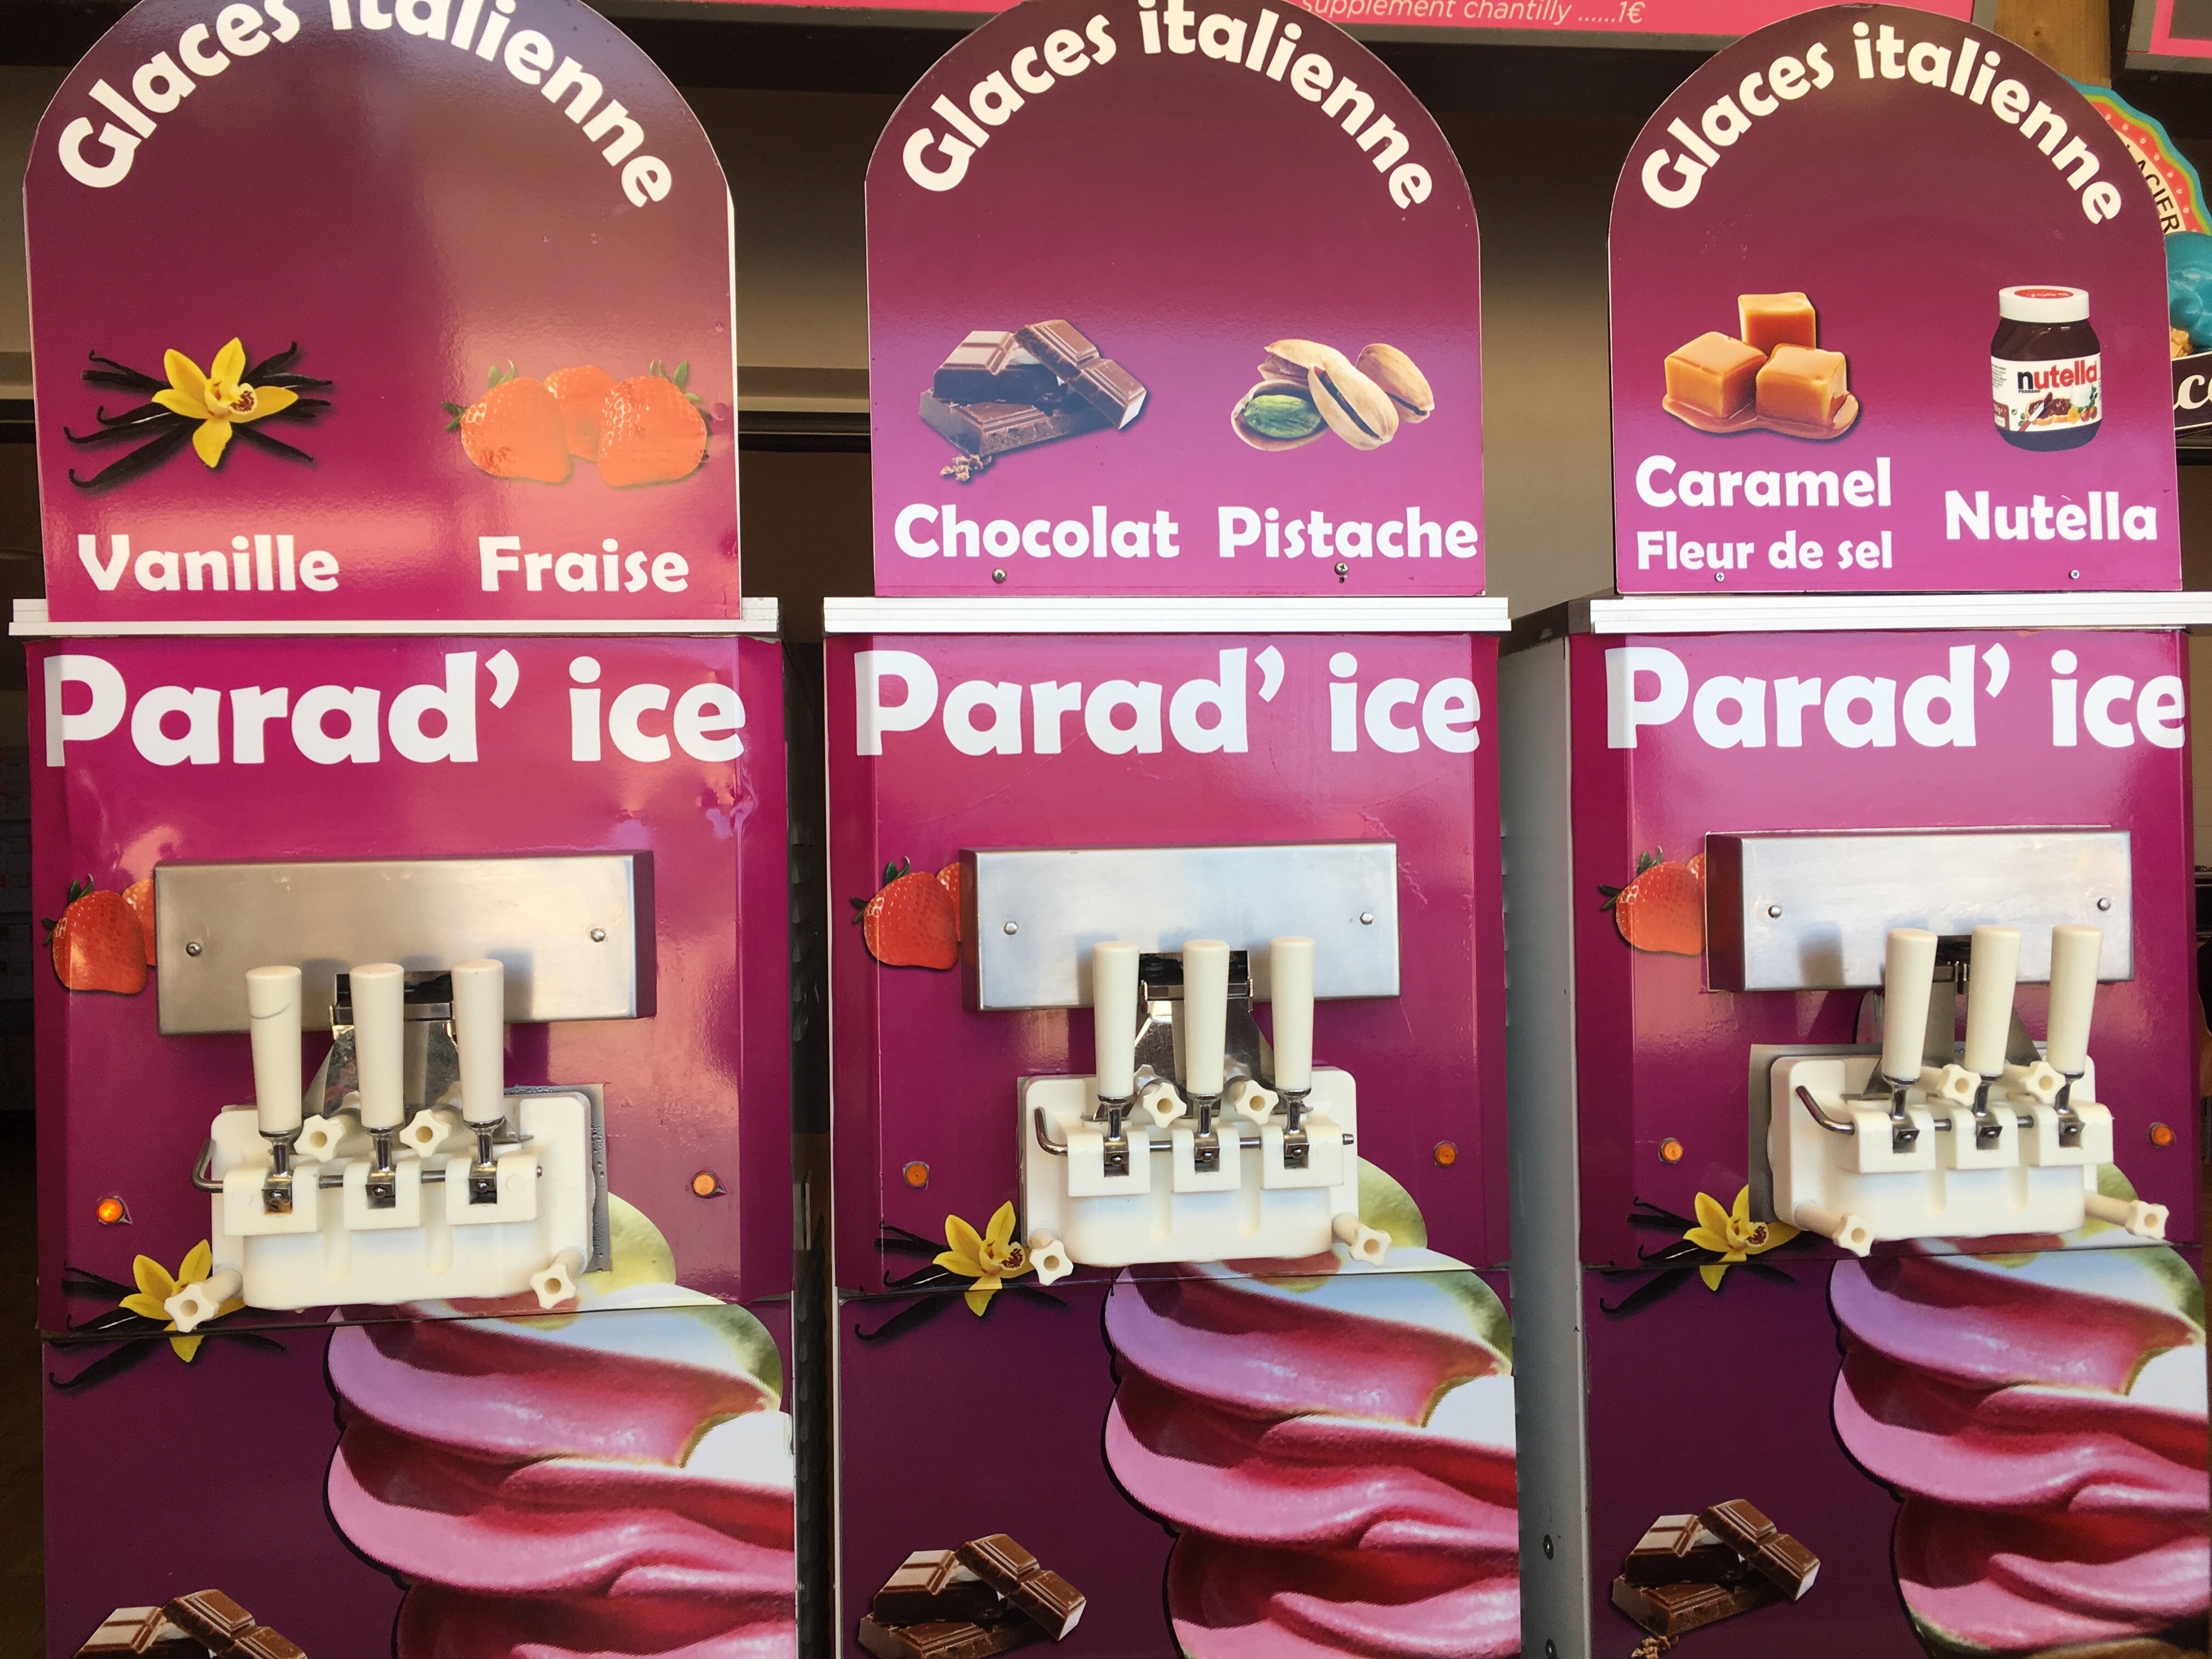 supplément chantilly ......1€
Glaces italienne
Vanille
Fraise
Parad' ice
Glaces italienne
Chocolat
Pistache
Parad' ice
Glaces italienne
nutella
Caramel
Fleur de sel
Nutella
Parad' ice